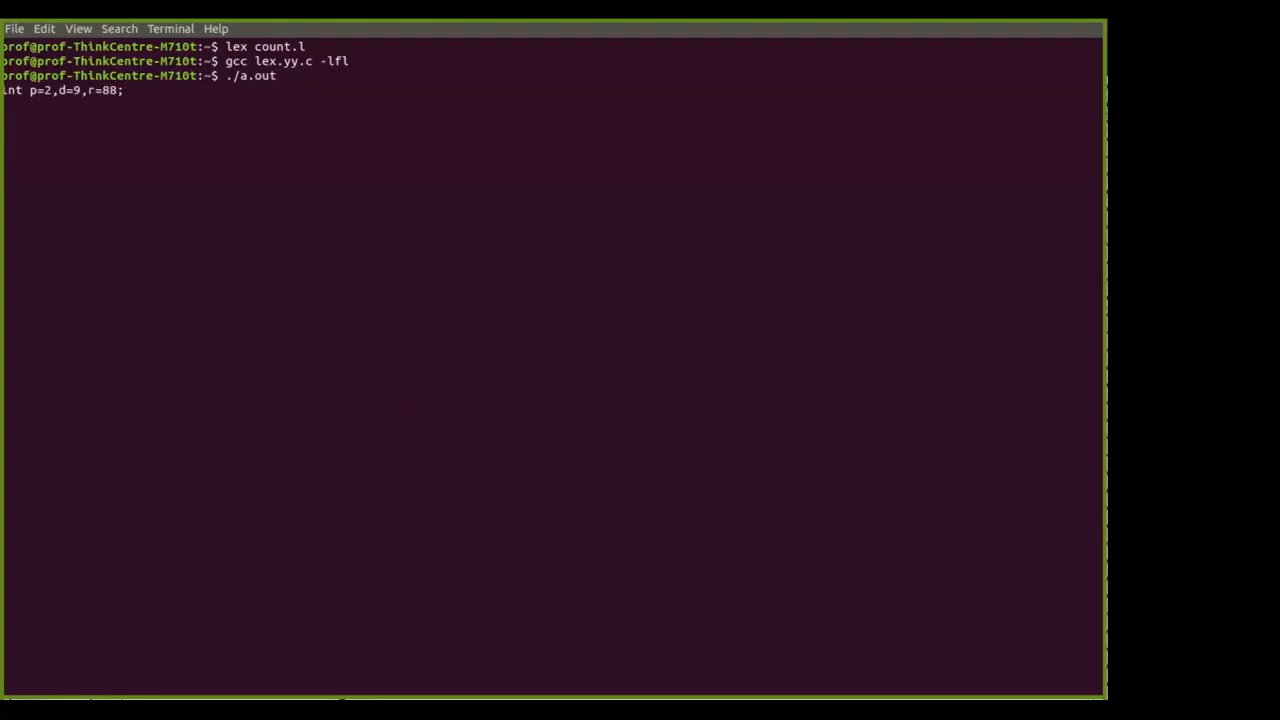 File Edit View Search Terminal Help
prof@prof-ThinkCentre-M710t:~$ lex count.l
prof@prof-ThinkCentre-M710t:~$ gcc lex.yy.c -lfl
prof@prof-ThinkCentre-M710t:~$ ./a.out
int p=2,d=9,r=88;